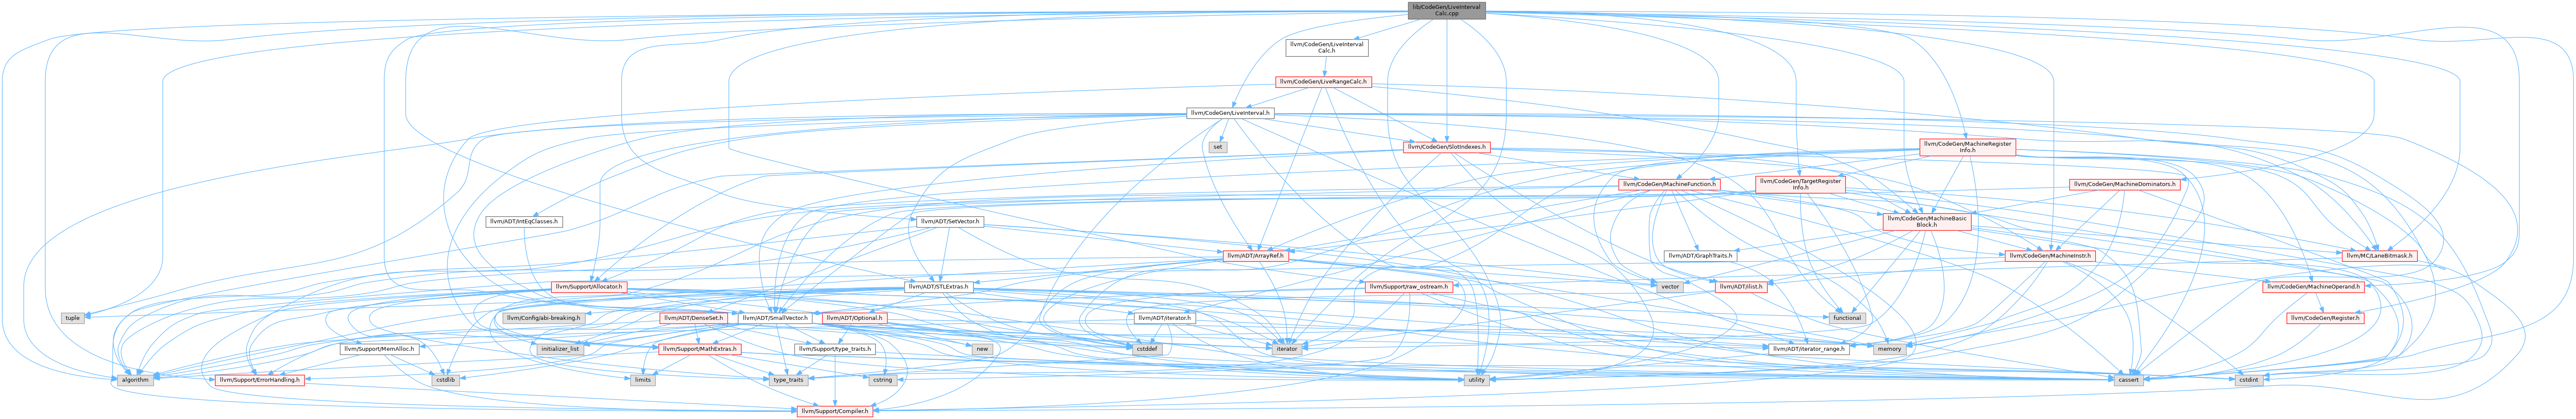 lib/CodeGen/LiveInterval
Calc.cpp
llvm/CodeGen/LiveInterval
Calc.h
llvm/CodeGen/LiveRangeCalc.h
llvm/CodeGen/LiveInterval.h
set
llvm/CodeGen/SlotIndexes.h
llvm/CodeGen/MachineRegister
Info.h
llvm/CodeGen/MachineFunction.h
llvm/CodeGen/TargetRegister
Info.h
llvm/CodeGen/MachineDominators.h
llvm/ADT/IntEqClasses.h
llvm/ADT/SetVector.h
llvm/CodeGen/MachineBasic
Block.h
llvm/ADT/ArrayRef.h
llvm/ADT/GraphTraits.h
llvm/CodeGen/MachineInstr.h
llvm/MC/LaneBitmask.h
llvm/Support/Allocator.h
llvm/ADT/STLExtras.h
llvm/Support/raw_ostream.h
vector
llvm/ADT/ilist.h
llvm/CodeGen/MachineOperand.h
tuple
llvm/Config/abi-breaking.h
llvm/ADT/DenseSet.h
llvm/ADT/SmallVector.h
llvm/ADT/Optional.h
llvm/ADT/iterator.h
functional
llvm/CodeGen/Register.h
llvm/Support/MemAlloc.h
initializer_list
llvm/Support/MathExtras.h
llvm/Support/type_traits.h
new
cstddef
iterator
llvm/ADT/iterator_range.h
memory
algorithm
llvm/Support/ErrorHandling.h
cstdlib
limits
type_traits
cstring
utility
cassert
cstdint
llvm/Support/Compiler.h